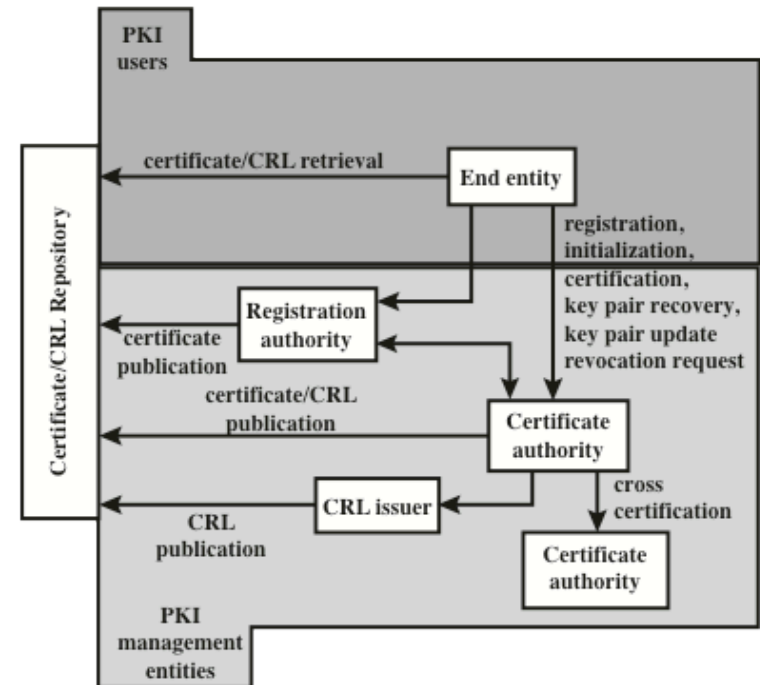 PKI
users
certificate/CRL retrieval
End entity
registration,
initialization,
certification,
key pair recovery,
key pair update
revocation request
Certificate/CRL Repository
Registration
authority
certificate
publication
certificate/CRL
publication
Certificate
authority
CRL issuer
cross
certification
CRL
publication
Certificate
authority
PKI
management
entities